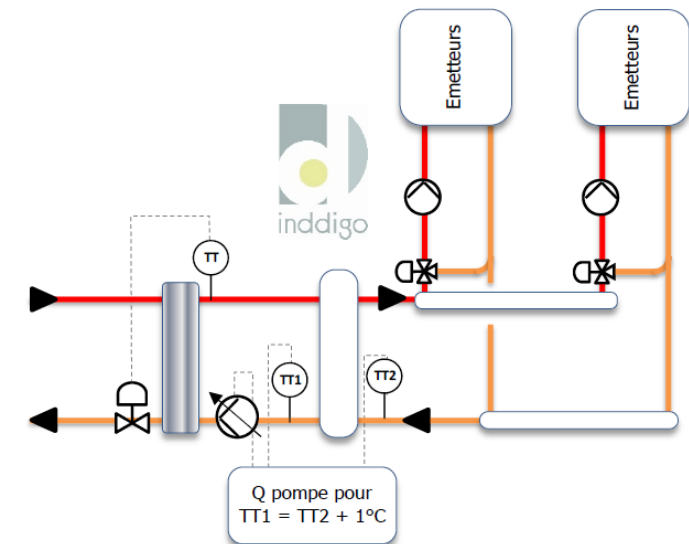 Emetteurs
Emetteurs
inddigo
TT
TT1
TT2
Q pompe pour
TT1 = TT2 + 1°C